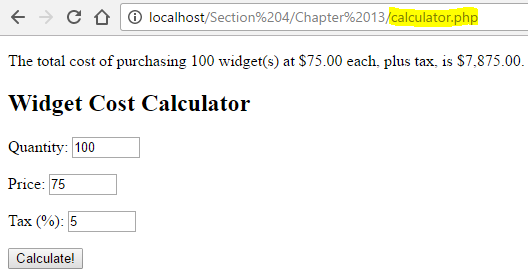 localhost/Section%204/Chapter%2013/calculator.php
The total cost of purchasing 100 widget(s) at $75.00 each, plus tax, is $7,875.00.
Widget Cost Calculator
Quantity: 100
Price: 75
Tax (%): 5
Calculate!